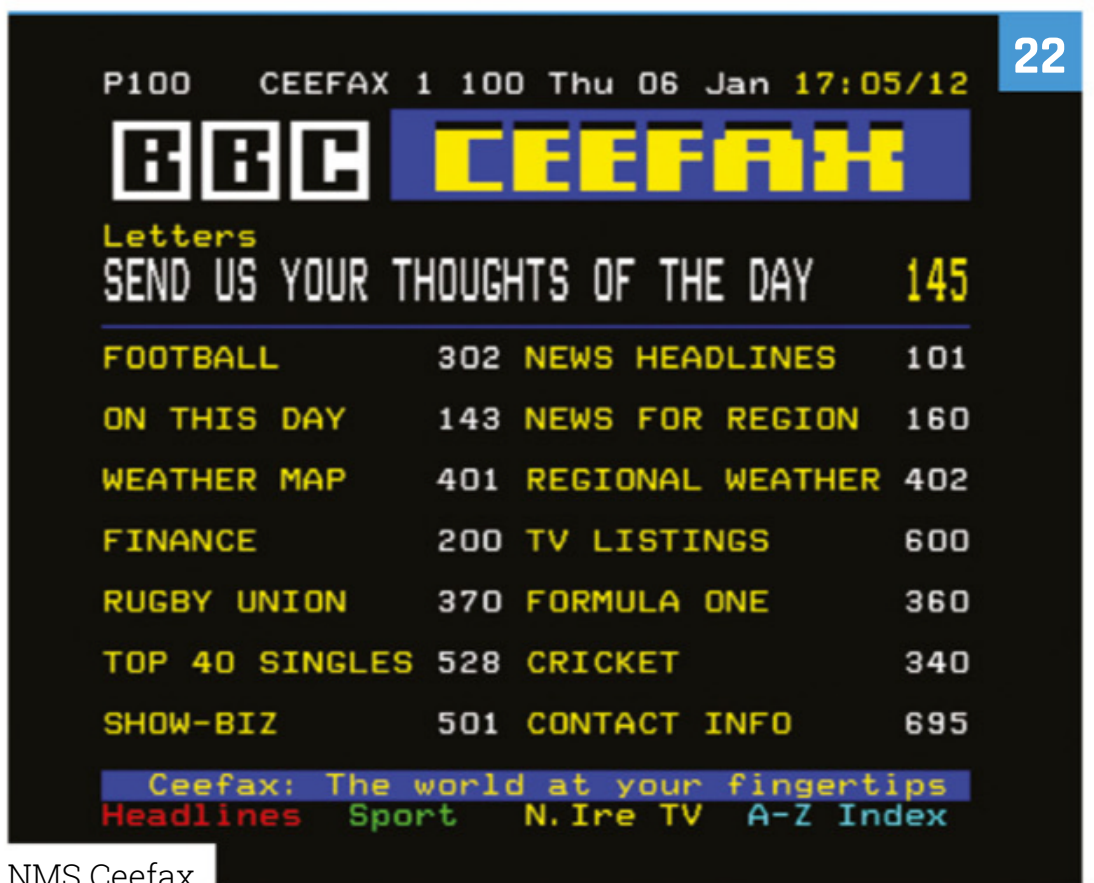 22
P100 CEEFAX 1 100 Thu 06 Jan 17:05/12
BBC CEEFAX
Letters
SEND US YOUR THOUGHTS OF THE DAY 145
FOOTBALL 302 NEWS HEADLINES 101
ON THIS DAY 143 NEWS FOR REGION 160
WEATHER MAP 401 REGIONAL WEATHER 402
FINANCE 200 TV LISTINGS 600
RUGBY UNION 370 FORMULA ONE 360
TOP 40 SINGLES 528 CRICKET 340
SHOW-BIZ 501 CONTACT INFO 695
Ceefax: The world at your fingertips
Headlines Sport N.Ire TV A-Z Index
NMS Ceefax